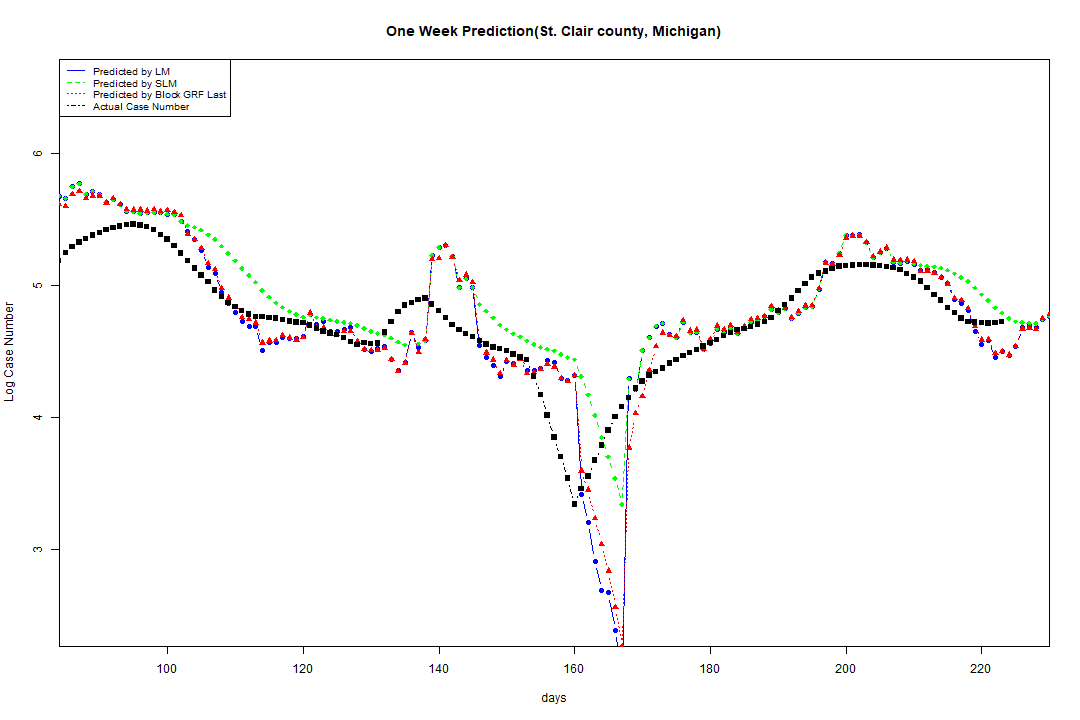 One Week Prediction(St. Clair county, Michigan)
Predicted by LM
Predicted by SLM
Predicted by Block GRF Last
Actual Case Number
6
5
4
3
Log Case Number
100 120 140 160 180 200 220
days